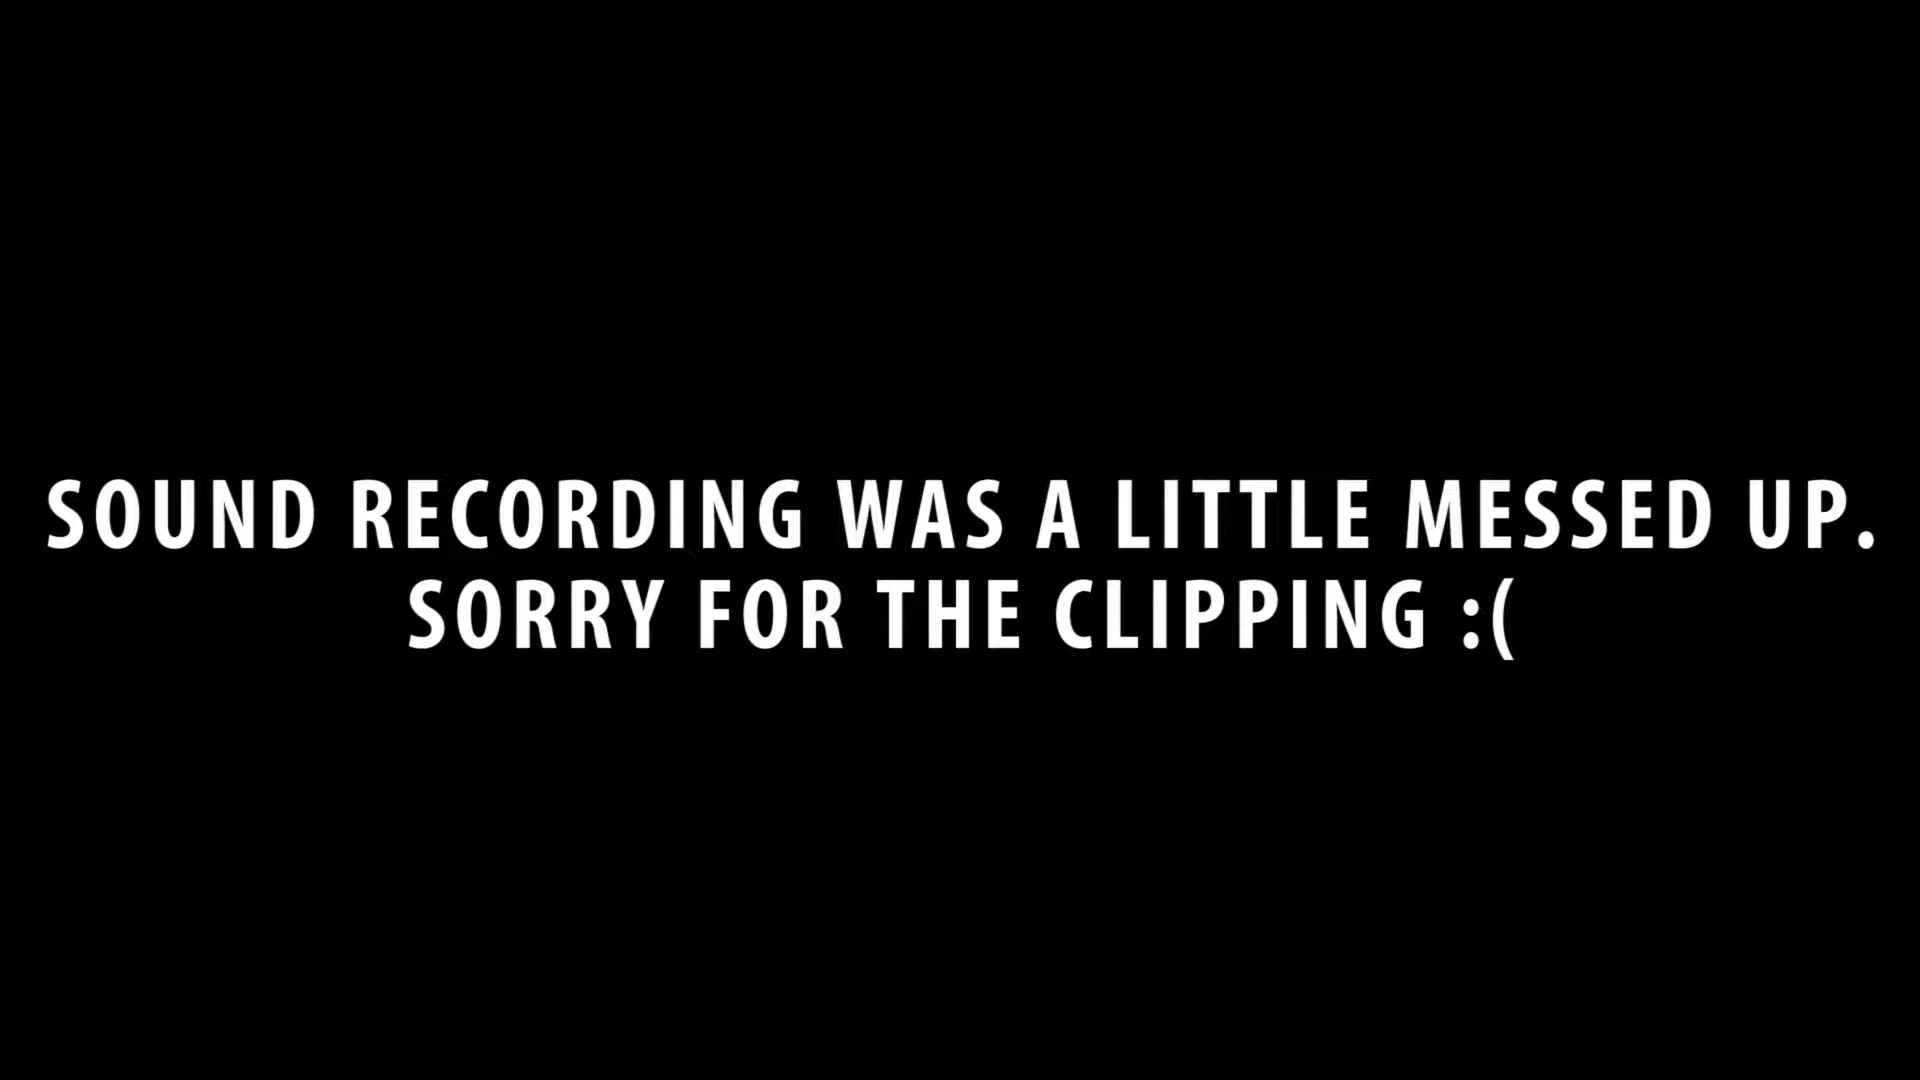 SOUND RECORDING WAS A LITTLE MESSED UP.
SORRY FOR THE CLIPPING :(